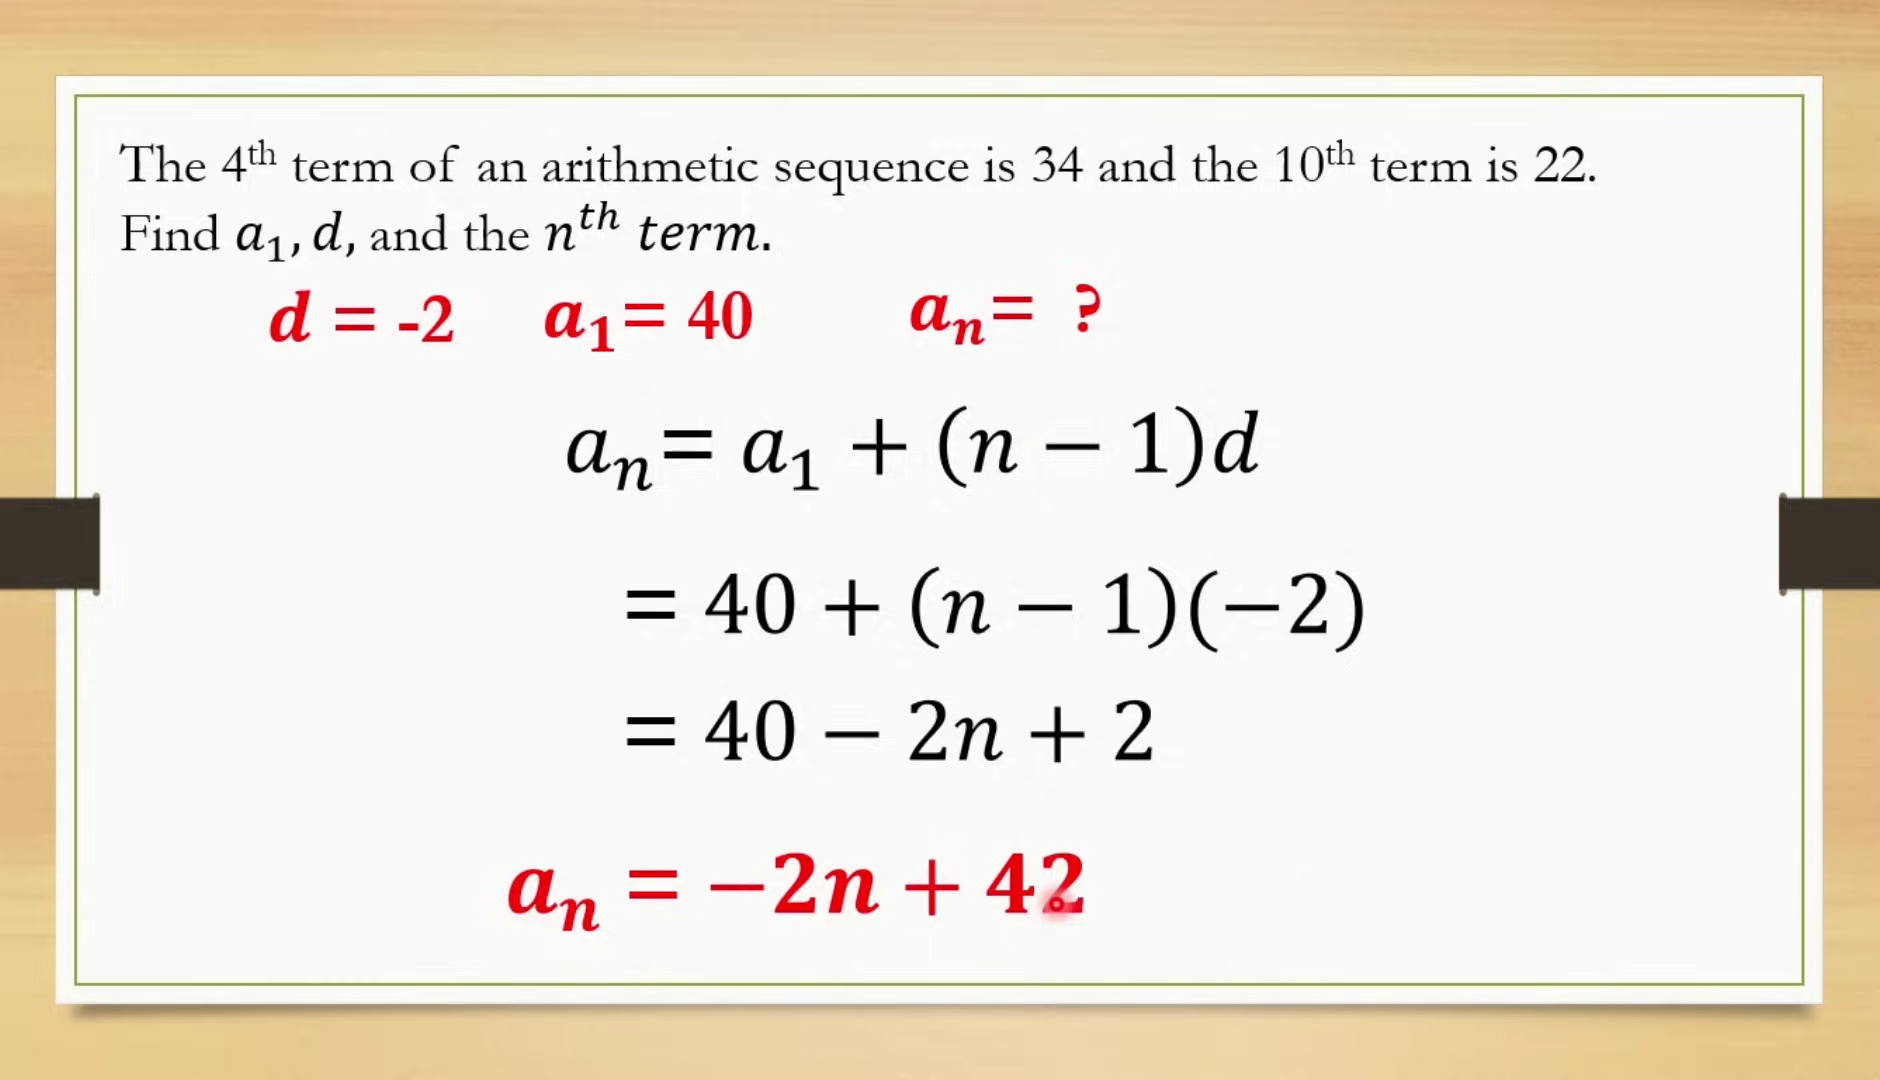 The 4ᵗʰ term of an arithmetic sequence is 34 and the 10ᵗʰ term is 22.
Find a₁, d, and the nᵗʰ term.
d = -2 a₁= 40 aₙ= ?
aₙ= a₁ + (n − 1)d
= 40 + (n − 1)(−2)
= 40 − 2n + 2
aₙ = −2n + 42